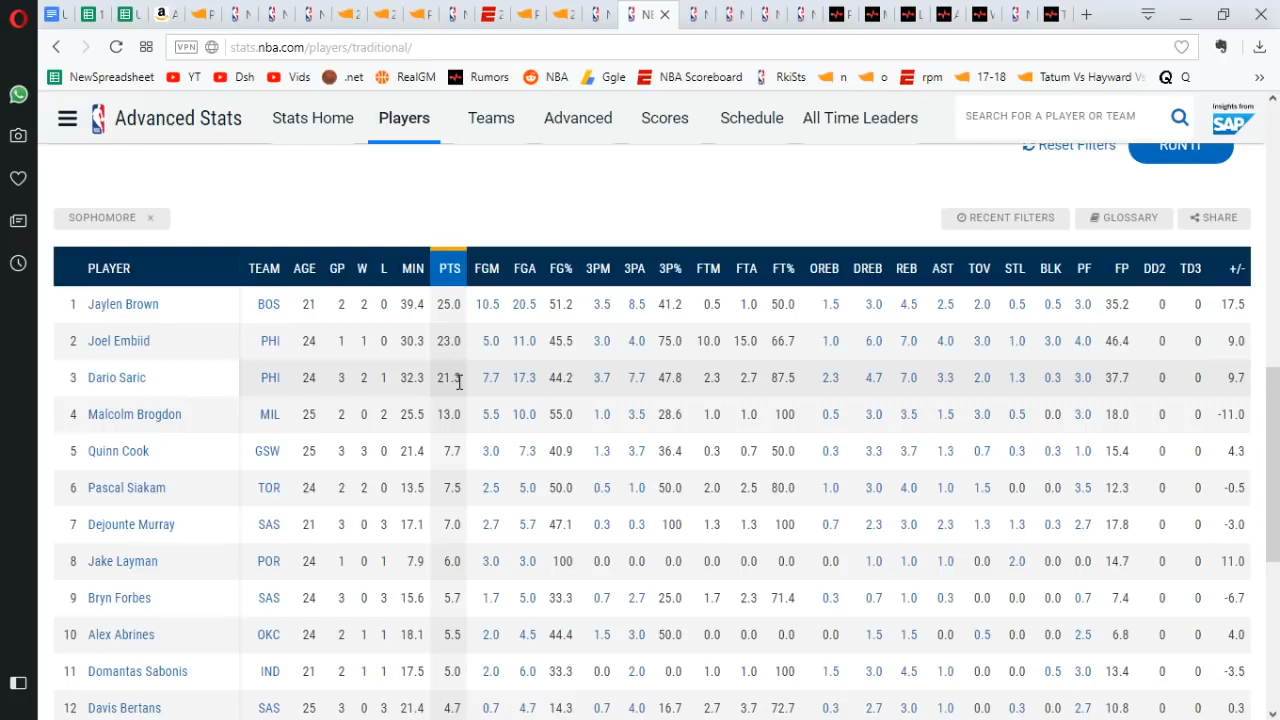 stats.nba.com/players/traditional/
VPN
NewSpreadsheet YT Dsh Vids .net RealGM Rumors NBA Ggle NBA Scoreboard RkiSts n o rpm 17-18 Tatum Vs Hayward Q
Advanced Stats Stats Home Players Teams Advanced Scores Schedule All Time Leaders SEARCH FOR A PLAYER OR TEAM Insights from SAP
Reset Filters RUN IT
SOPHOMORE × RECENT FILTERS GLOSSARY SHARE
PLAYER TEAM AGE GP W L MIN PTS FGM FGA FG% 3PM 3PA 3P% FTM FTA FT% OREB DREB REB AST TOV STL BLK PF FP DD2 TD3 +/-
1 Jaylen Brown BOS 21 2 2 0 39.4 25.0 10.5 20.5 51.2 3.5 8.5 41.2 0.5 1.0 50.0 1.5 3.0 4.5 2.5 2.0 0.5 0.5 3.0 35.2 0 0 17.5
2 Joel Embiid PHI 24 1 1 0 30.3 23.0 5.0 11.0 45.5 3.0 4.0 75.0 10.0 15.0 66.7 1.0 6.0 7.0 4.0 3.0 1.0 3.0 4.0 46.4 0 0 9.0
3 Dario Saric PHI 24 3 2 1 32.3 21.3 7.7 17.3 44.2 3.7 7.7 47.8 2.3 2.7 87.5 2.3 4.7 7.0 3.3 2.0 1.3 0.3 3.0 37.7 0 0 9.7
4 Malcolm Brogdon MIL 25 2 0 2 25.5 13.0 5.5 10.0 55.0 1.0 3.5 28.6 1.0 1.0 100 0.5 3.0 3.5 1.5 3.0 0.5 0.0 3.0 18.0 0 0 -11.0
5 Quinn Cook GSW 25 3 3 0 21.4 7.7 3.0 7.3 40.9 1.3 3.7 36.4 0.3 0.7 50.0 0.3 3.3 3.7 1.3 0.7 0.3 0.3 1.0 15.4 0 0 4.3
6 Pascal Siakam TOR 24 2 2 0 13.5 7.5 2.5 5.0 50.0 0.5 1.0 50.0 2.0 2.5 80.0 1.0 3.0 4.0 1.0 1.5 0.0 0.0 3.5 12.3 0 0 -0.5
7 Dejounte Murray SAS 21 3 0 3 17.1 7.0 2.7 5.7 47.1 0.3 0.3 100 1.3 1.3 100 0.7 2.3 3.0 2.3 1.3 1.3 0.3 2.7 17.8 0 0 -3.0
8 Jake Layman POR 24 1 0 1 7.9 6.0 3.0 3.0 100 0.0 0.0 0.0 0.0 0.0 0.0 0.0 1.0 1.0 1.0 0.0 2.0 0.0 0.0 14.7 0 0 11.0
9 Bryn Forbes SAS 24 3 0 3 15.6 5.7 1.7 5.0 33.3 0.7 2.7 25.0 1.7 2.3 71.4 0.3 0.7 1.0 0.3 0.0 0.0 0.0 0.7 7.4 0 0 -6.7
10 Alex Abrines OKC 24 2 1 1 18.1 5.5 2.0 4.5 44.4 1.5 3.0 50.0 0.0 0.0 0.0 0.0 1.5 1.5 0.0 0.5 0.0 0.0 2.5 6.8 0 0 4.0
11 Domantas Sabonis IND 21 2 1 1 17.5 5.0 2.0 6.0 33.3 0.0 2.0 0.0 1.0 1.0 100 1.5 3.0 4.5 1.0 1.0 0.0 0.5 3.0 13.4 0 0 -3.5
12 Davis Bertans SAS 25 3 0 3 21.4 4.7 0.7 4.7 14.3 0.7 4.0 16.7 2.7 3.7 72.7 0.3 2.7 3.0 1.0 0.0 0.3 0.0 2.7 10.8 0 0 0.3